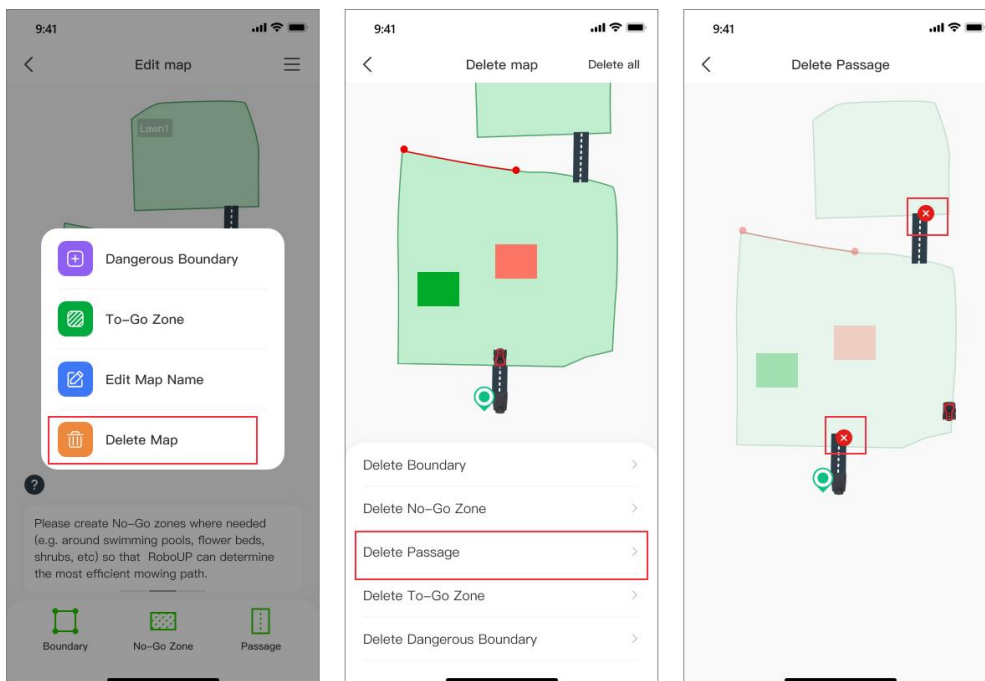 9:41
Edit map
Lawn1
Dangerous Boundary
To-Go Zone
Edit Map Name
Delete Map
?
Please create No-Go zones where needed
(e.g. around swimming pools, flower beds,
shrubs, etc) so that RoboUP can determine
the most efficient mowing path.
Boundary No-Go Zone Passage
9:41
Delete map Delete all
Delete Boundary
Delete No-Go Zone
Delete Passage
Delete To-Go Zone
Delete Dangerous Boundary
9:41
Delete Passage